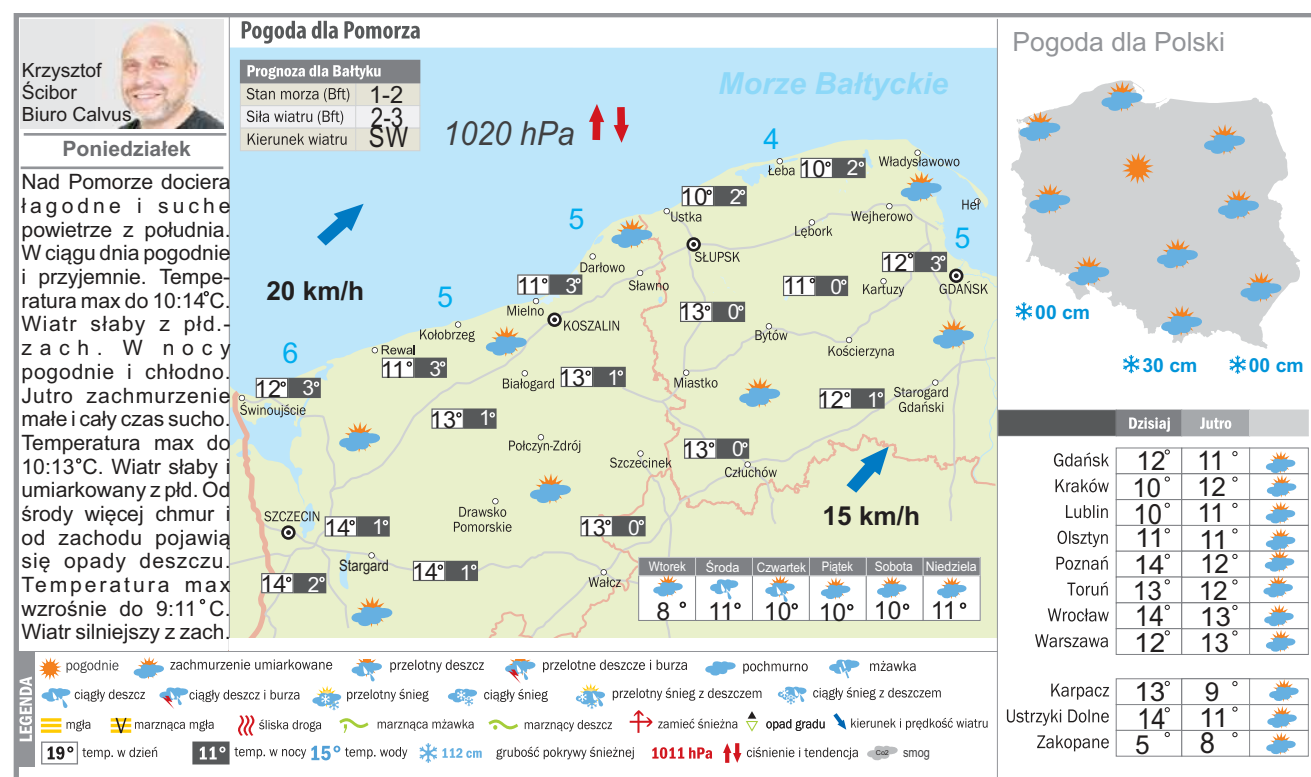 Krzysztof
Ścibor
Biuro Calvus
Poniedziałek
Nad Pomorze dociera
łagodne i suche
powietrze z południa.
W ciągu dnia pogodnie
i przyjemnie. Tempe-
ratura max do 10:14°C.
Wiatr słaby z płd.-
zach. W nocy
pogodnie i chłodno.
Jutro zachmurzenie
małe i cały czas sucho.
Temperatura max do
10:13°C. Wiatr słaby i
umiarkowany z płd. Od
środy więcej chmur i
od zachodu pojawią
się opady deszczu.
Temperatura max
wzrośnie do 9:11°C.
Wiatr silniejszy z zach.
Pogoda dla Pomorza
Prognoza dla Bałtyku
Stan morza (Bft) 1-2
Siła wiatru (Bft) 2-3
Kierunek wiatru SW
1020 hPa
Morze Bałtyckie
4
Łeba 10° 2°
Władysławowo
10° 2°
Ustka
Wejherowo
Hel
5
Lębork
5
SŁUPSK
Darłowo
12° 3°
Sławno
11° 3°
11° 0°
Kartuzy
GDAŃSK
20 km/h
5
Mielno
KOSZALIN
13° 0°
Kołobrzeg
Bytów
Kościerzyna
6
Rewal
11° 3°
Białogard
13° 1°
Miastko
12° 3°
Świnoujście
12° 1°
Starogard
Gdański
13° 1°
Połczyn-Zdrój
13° 0°
Szczecinek
Człuchów
15 km/h
Drawsko
Pomorskie
SZCZECIN
14° 1°
13° 0°
Stargard
14° 1°
14° 2°
Wałcz
Wtorek Środa Czwartek Piątek Sobota Niedziela
8° 11° 10° 10° 10° 11°
Pogoda dla Polski
00 cm
30 cm
00 cm
Dzisiaj Jutro
Gdańsk 12° 11°
Kraków 10° 12°
Lublin 10° 11°
Olsztyn 11° 11°
Poznań 14° 12°
Toruń 13° 12°
Wrocław 14° 13°
Warszawa 12° 13°
Karpacz 13° 9°
Ustrzyki Dolne 14° 11°
Zakopane 5° 8°
LEGENDA
pogodnie zachmurzenie umiarkowane przelotny deszcz przelotne deszcze i burza pochmurno mżawka
ciągły deszcz ciągły deszcz i burza przelotny śnieg ciągły śnieg przelotny śnieg z deszczem ciągły śnieg z deszczem
mgła marznąca mgła śliska droga marznąca mżawka marznący deszcz zamieć śnieżna opad gradu kierunek i prędkość wiatru
19° temp. w dzień 11° temp. w nocy 15° temp. wody 112 cm grubość pokrywy śnieżnej 1011 hPa ciśnienie i tendencja Co2 smog